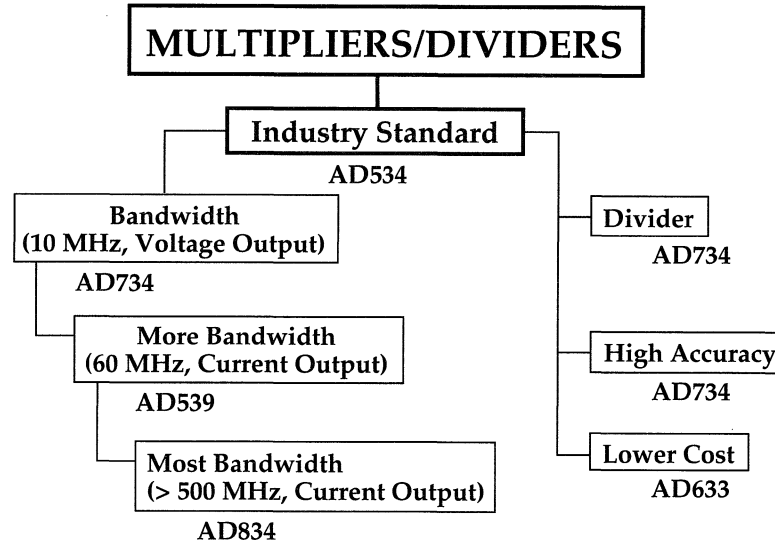 MULTIPLIERS/DIVIDERS
Industry Standard
AD534
Bandwidth
(10 MHz, Voltage Output)
AD734
More Bandwidth
(60 MHz, Current Output)
AD539
Most Bandwidth
(> 500 MHz, Current Output)
AD834
Divider
AD734
High Accuracy
AD734
Lower Cost
AD633